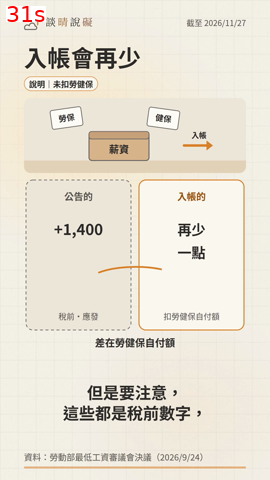 31s
談晴說礙
截至 2026/11/27
入帳會再少
說明｜未扣勞健保
勞保
健保
薪資
入帳
公告的
入帳的
+1,400
再少
一點
稅前・應發
扣勞健保自付額
差在勞健保自付額
但是要注意，
這些都是稅前數字，
資料：勞動部最低工資審議會決議（2026/9/24）